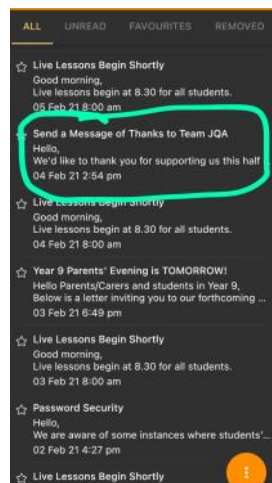 ALL UNREAD FAVOURITES REMOVED
Live Lessons Begin Shortly
Good morning,
Live lessons begin at 8.30 for all students.
05 Feb 21 8:00 am
Send a Message of Thanks to Team JQA
Hello,
We'd like to thank you for supporting us this half
04 Feb 21 2:54 pm
Live Lessons Begin Shortly
Good morning,
Live lessons begin at 8.30 for all students.
04 Feb 21 8:00 am
Year 9 Parents' Evening is TOMORROW!
Hello Parents/Carers and students in Year 9,
Below is a letter inviting you to our forthcoming ...
03 Feb 21 6:49 pm
Live Lessons Begin Shortly
Good morning,
Live lessons begin at 8.30 for all students.
03 Feb 21 8:00 am
Password Security
Hello,
We are aware of some instances where students'...
02 Feb 21 4:27 pm
Live Lessons Begin Shortly